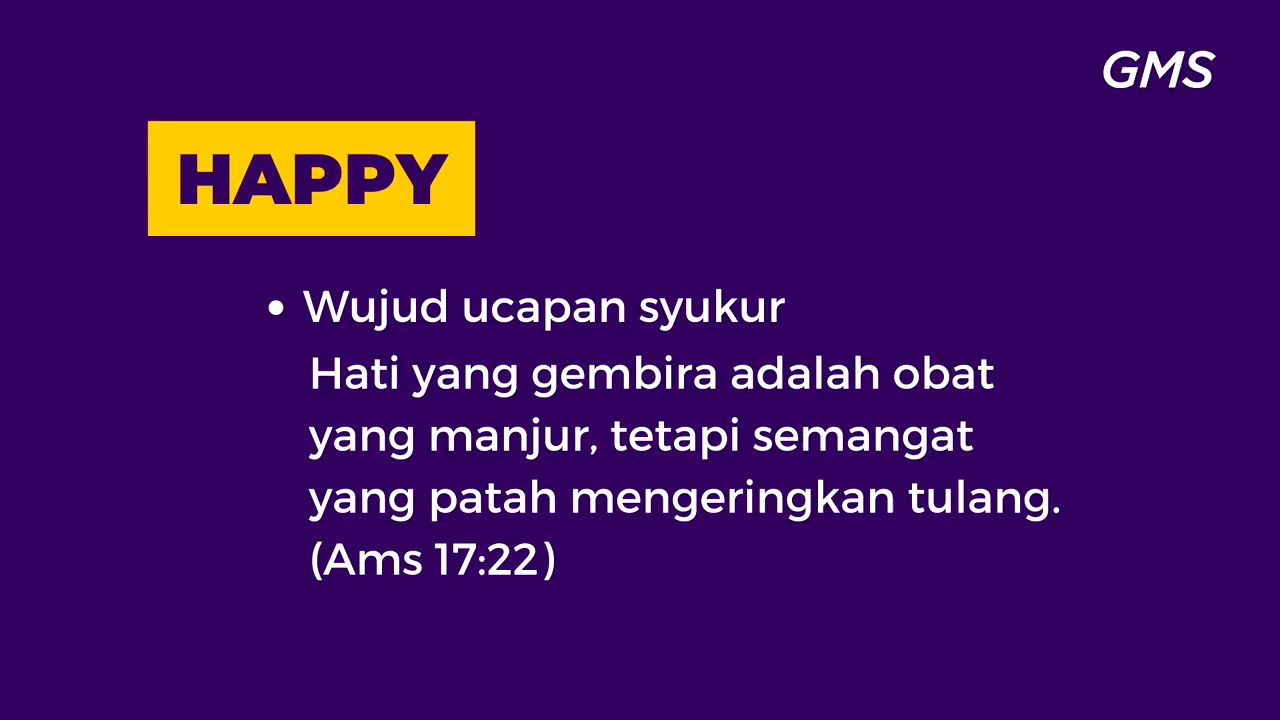 GMS
HAPPY
• Wujud ucapan syukur
Hati yang gembira adalah obat
yang manjur, tetapi semangat
yang patah mengeringkan tulang.
(Ams 17:22)